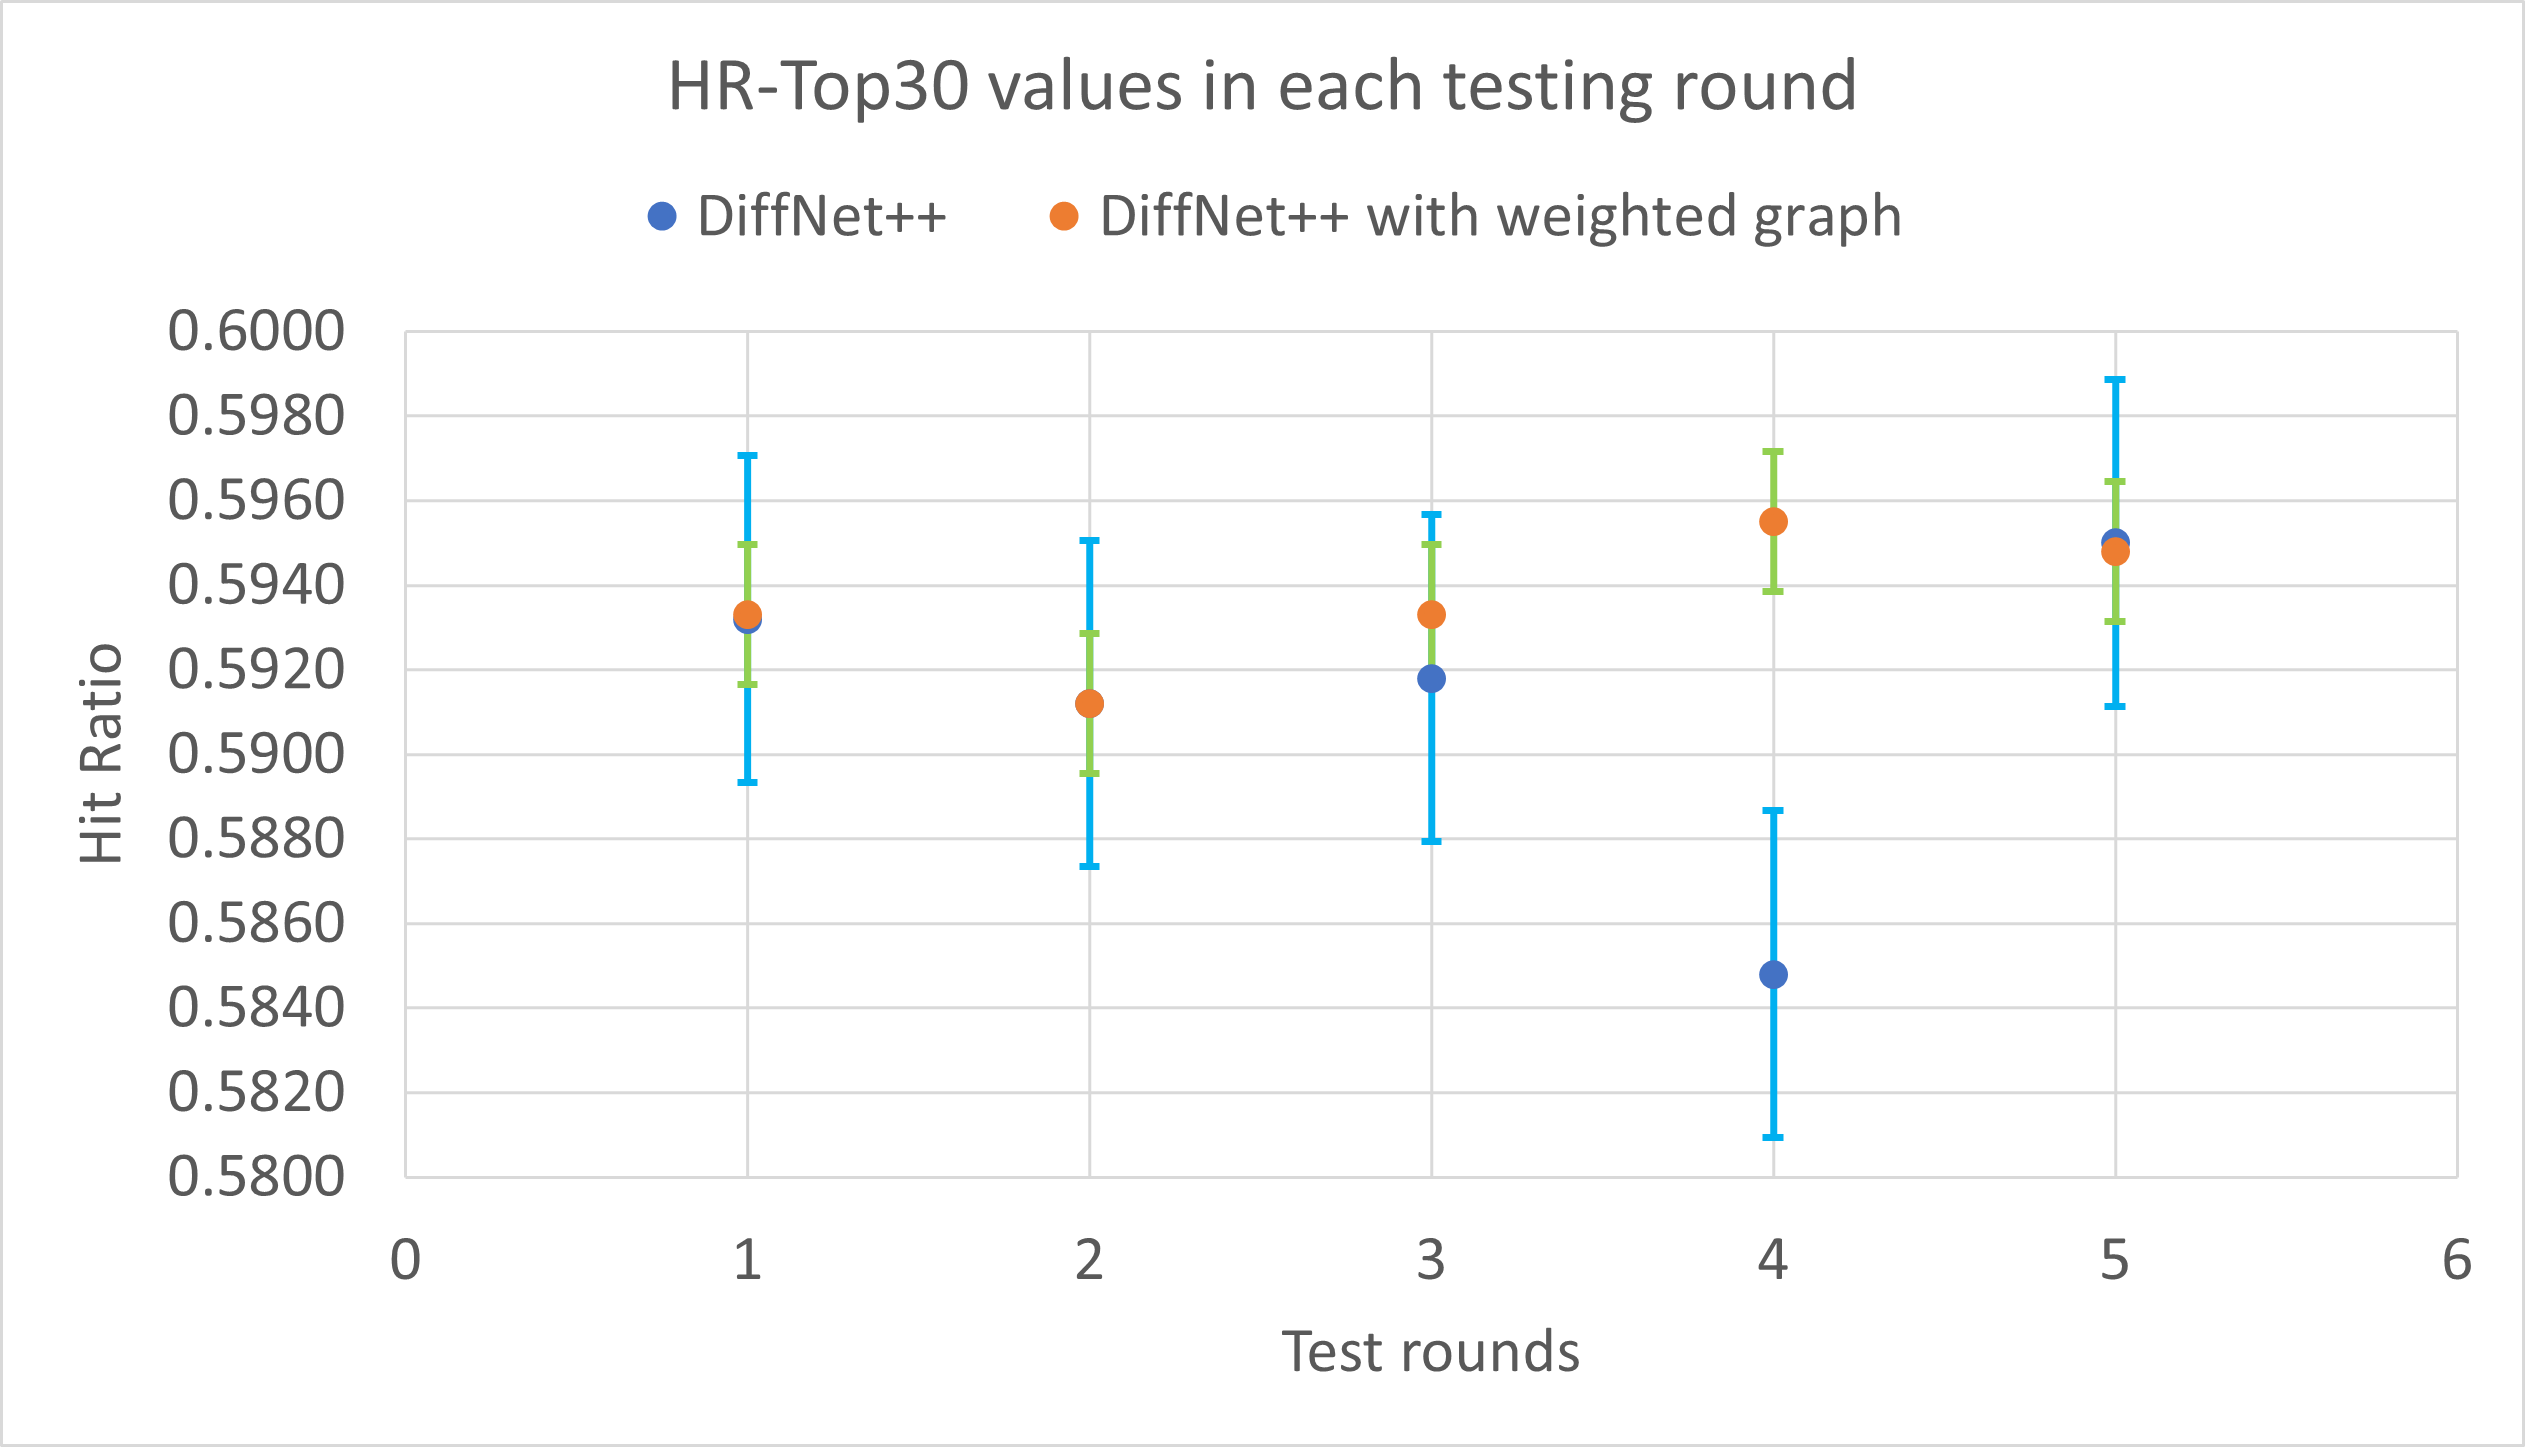 HR-Top30 values in each testing round
DiffNet++ DiffNet++ with weighted graph
Hit Ratio
0.6000
0.5980
0.5960
0.5940
0.5920
0.5900
0.5880
0.5860
0.5840
0.5820
0.5800
0 1 2 3 4 5 6
Test rounds